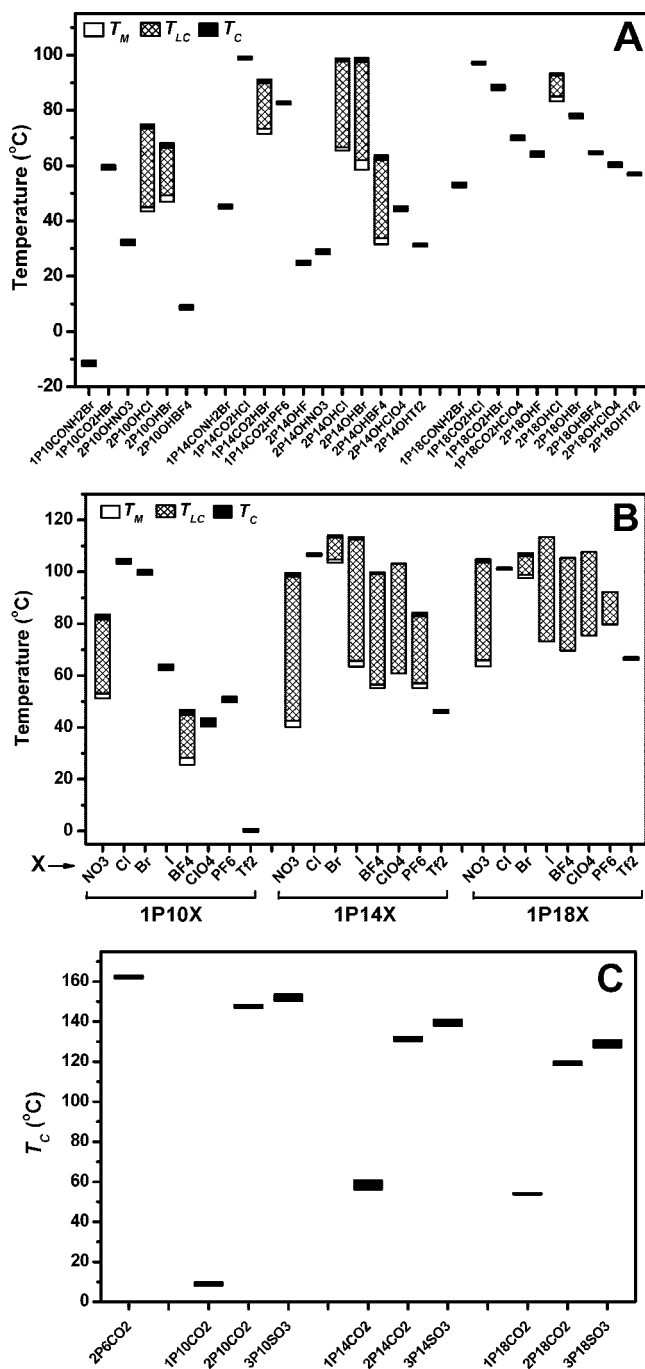 T_M T_LC T_C
A
Temperature (°C)
100
80
60
40
20
0
-20
1P10CONH2Br
1P10CO2HBr
2P10OHNO3
2P10OHCl
2P10OHBr
2P10OHBF4
1P14CONH2Br
1P14CO2HCl
1P14CO2HBr
1P14CO2HPF6
2P14OHF
2P14OHNO3
2P14OHCl
2P14OHBr
2P14OHBF4
2P14OHClO4
2P14OHTf2
1P18CONH2Br
1P18CO2HCl
1P18CO2HBr
1P18CO2HClO4
2P18OHF
2P18OHCl
2P18OHBr
2P18OHBF4
2P18OHClO4
2P18OHTf2
T_M T_LC T_C
B
Temperature (°C)
120
100
80
60
40
20
0
X→ NO3 Cl Br I BF4 ClO4 PF6 Tf2 NO3 Cl Br I BF4 ClO4 PF6 Tf2 NO3 Cl Br I BF4 ClO4 PF6 Tf2
1P10X 1P14X 1P18X
C
T_C (°C)
160
140
120
100
80
60
40
20
0
2P6CO2
1P10CO2
2P10CO2
3P10SO3
1P14CO2
2P14CO2
3P14SO3
1P18CO2
2P18CO2
3P18SO3